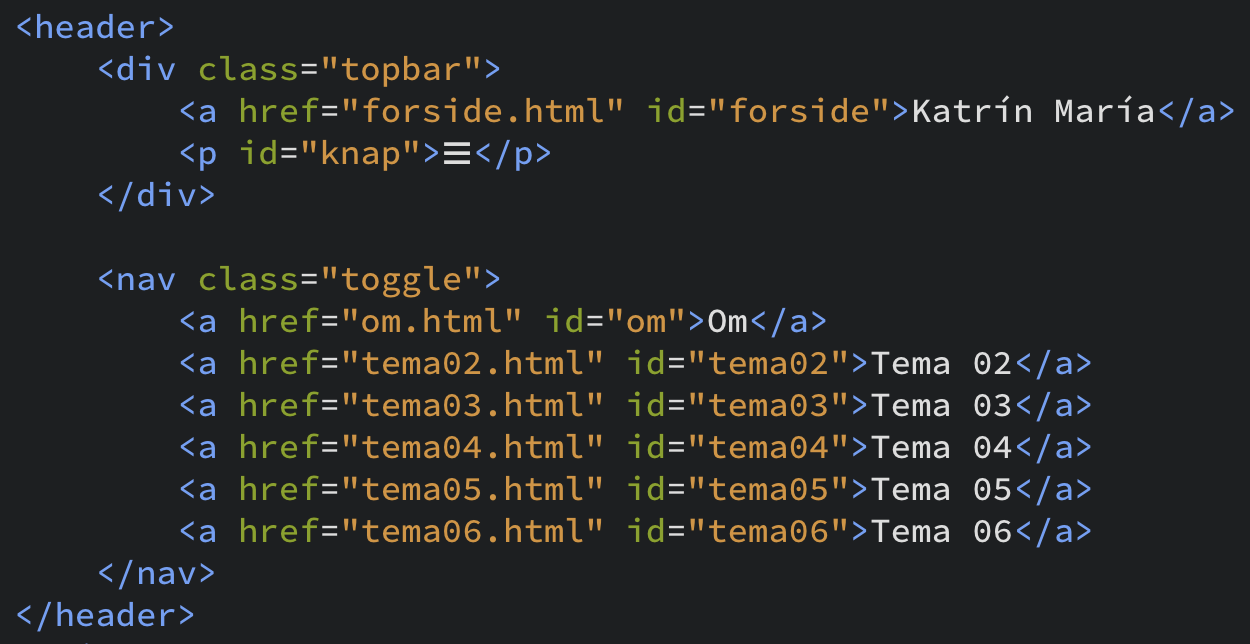 <header>
    <div class="topbar">
        <a href="forside.html" id="forside">Katrín María</a>
        <p id="knap">☰</p>
    </div>

    <nav class="toggle">
        <a href="om.html" id="om">Om</a>
        <a href="tema02.html" id="tema02">Tema 02</a>
        <a href="tema03.html" id="tema03">Tema 03</a>
        <a href="tema04.html" id="tema04">Tema 04</a>
        <a href="tema05.html" id="tema05">Tema 05</a>
        <a href="tema06.html" id="tema06">Tema 06</a>
    </nav>
</header>